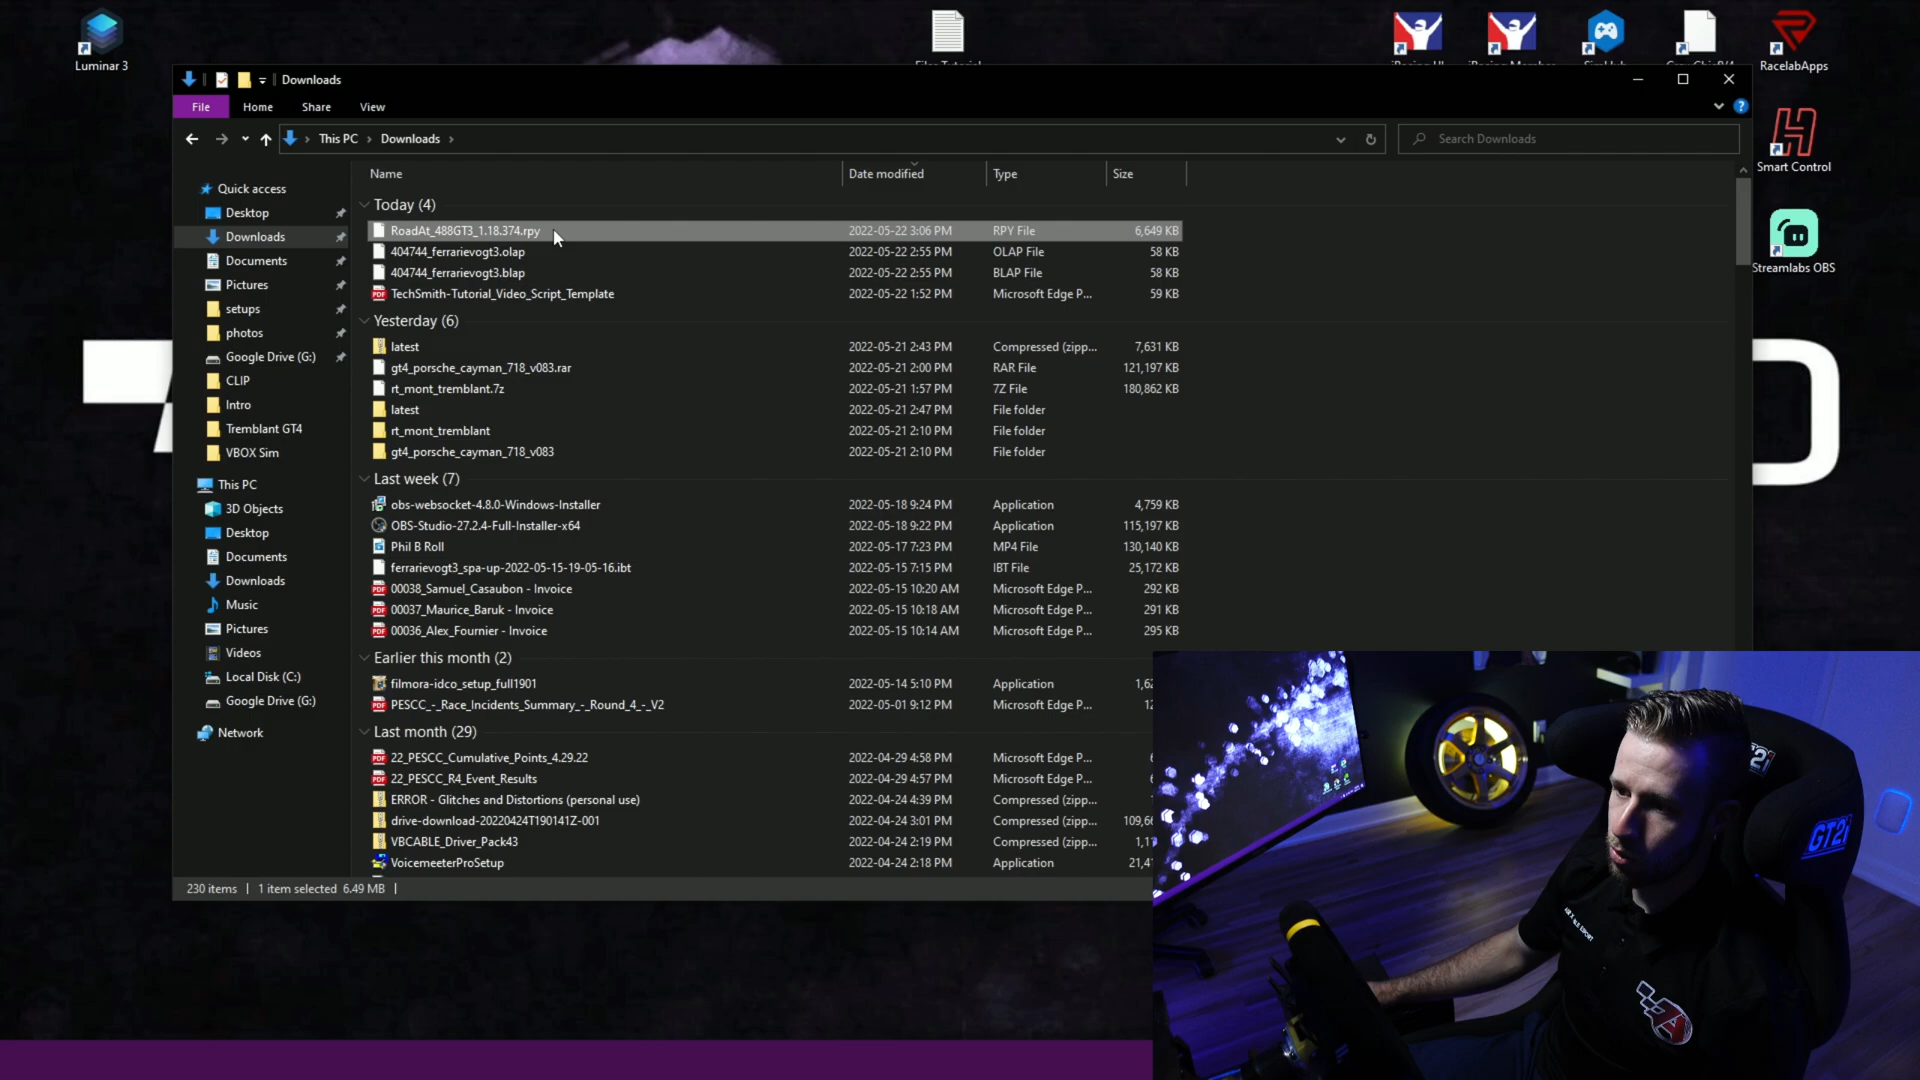 Luminar 3
RacelabApps
Smart Control
Streamlabs OBS
Downloads
File
Home
Share
View
This PC
Downloads
Search Downloads
Name
Date modified
Type
Size
Quick access
Desktop
Downloads
Documents
Pictures
setups
photos
Google Drive (G:)
CLIP
Intro
Tremblant GT4
VBOX Sim
This PC
3D Objects
Desktop
Documents
Downloads
Music
Pictures
Videos
Local Disk (C:)
Google Drive (G:)
Network
Today (4)
RoadAt_488GT3_1.18.374.rpy 2022-05-22 3:06 PM RPY File 6,649 KB
404744_ferrarievogt3.olap 2022-05-22 2:55 PM OLAP File 58 KB
404744_ferrarievogt3.blap 2022-05-22 2:55 PM BLAP File 58 KB
TechSmith-Tutorial_Video_Script_Template 2022-05-22 1:52 PM Microsoft Edge P... 59 KB
Yesterday (6)
latest 2022-05-21 2:43 PM Compressed (zipp... 7,631 KB
gt4_porsche_cayman_718_v083.rar 2022-05-21 2:00 PM RAR File 121,197 KB
rt_mont_tremblant.7z 2022-05-21 1:57 PM 7Z File 180,862 KB
latest 2022-05-21 2:47 PM File folder
rt_mont_tremblant 2022-05-21 2:10 PM File folder
gt4_porsche_cayman_718_v083 2022-05-21 2:10 PM File folder
Last week (7)
obs-websocket-4.8.0-Windows-Installer 2022-05-18 9:24 PM Application 4,759 KB
OBS-Studio-27.2.4-Full-Installer-x64 2022-05-18 9:22 PM Application 115,197 KB
Phil B Roll 2022-05-17 7:23 PM MP4 File 130,140 KB
ferrarievogt3_spa-up-2022-05-15-19-05-16.ibt 2022-05-15 7:15 PM IBT File 25,172 KB
00038_Samuel_Casaubon - Invoice 2022-05-15 10:20 AM Microsoft Edge P... 292 KB
00037_Maurice_Baruk - Invoice 2022-05-15 10:18 AM Microsoft Edge P... 291 KB
00036_Alex_Fournier - Invoice 2022-05-15 10:14 AM Microsoft Edge P... 295 KB
Earlier this month (2)
filmora-idco_setup_full1901 2022-05-14 5:10 PM Application 1,62
PESCC_-_Race_Incidents_Summary_-_Round_4_-_V2 2022-05-01 9:12 PM Microsoft Edge P... 12
Last month (29)
22_PESCC_Cumulative_Points_4.29.22 2022-04-29 4:58 PM Microsoft Edge P...
22_PESCC_R4_Event_Results 2022-04-29 4:57 PM Microsoft Edge P...
ERROR - Glitches and Distortions (personal use) 2022-04-24 4:39 PM Compressed (zipp...
drive-download-20220424T190141Z-001 2022-04-24 3:01 PM Compressed (zipp... 109,66
VBCABLE_Driver_Pack43 2022-04-24 2:19 PM Compressed (zipp... 1,1
VoicemeeterProSetup 2022-04-24 2:18 PM Application 21,4
230 items
1 item selected 6.49 MB
GT2i